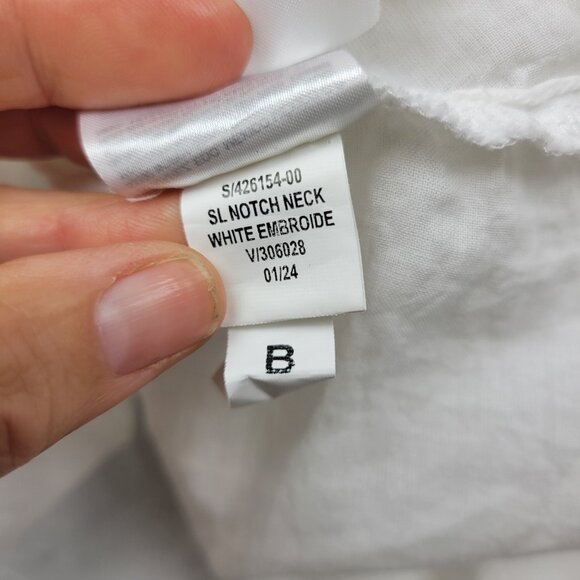 S/426154-00
SL NOTCH NECK
WHITE EMBROIDE
V/306028
01/24
B